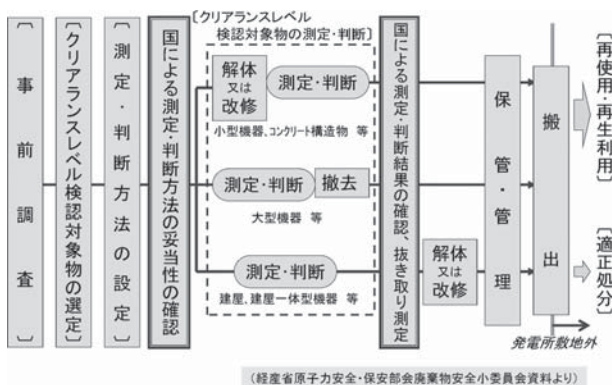 〔事前調査〕
〔クリアランスレベル検認対象物の選定〕
〔測定・判断方法の設定〕
国による測定・判断方法の妥当性の確認
〔クリアランスレベル
検認対象物の測定・判断〕
解体
又は
改修
測定・判断
小型機器、コンクリート構造物 等
測定・判断
撤去
大型機器 等
測定・判断
建屋、建屋一体型機器 等
国による測定・判断結果の確認、抜き取り測定
解体
又は
改修
保管・管理
搬出
〔再使用・再生利用〕
〔適正処分〕
発電所敷地外
(経産省原子力安全・保安部会廃棄物安全小委員会資料より)